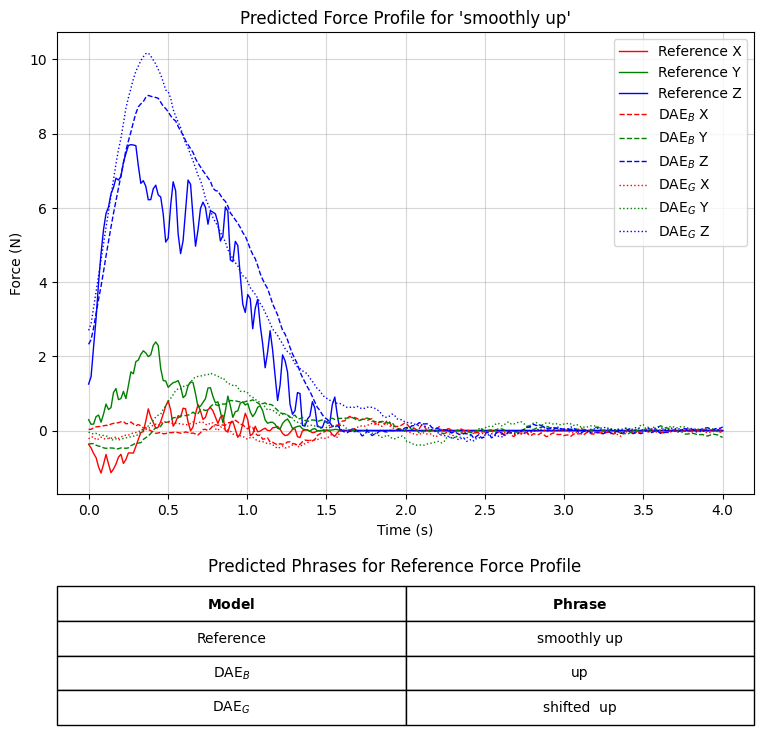 Predicted Force Profile for 'smoothly up'
Force (N)
10
8
6
4
2
0
Reference X
Reference Y
Reference Z
DAE_B X
DAE_B Y
DAE_B Z
DAE_G X
DAE_G Y
DAE_G Z
0.0 0.5 1.0 1.5 2.0 2.5 3.0 3.5 4.0
Time (s)
Predicted Phrases for Reference Force Profile
Model Phrase
Reference smoothly up
DAE_B up
DAE_G shifted up